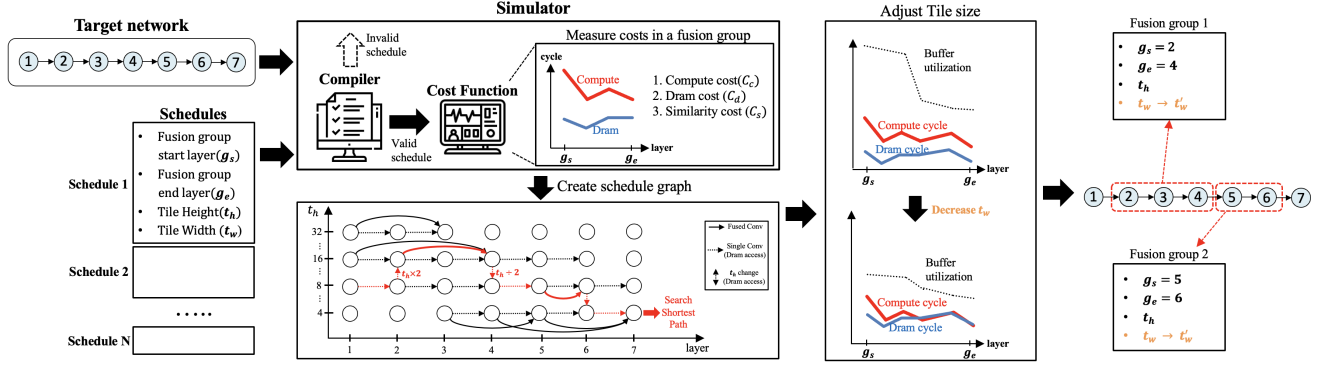 Target network
1 2 3 4 5 6 7
Schedules
Schedule 1
• Fusion group
start layer(g_s)
• Fusion group
end layer(g_e)
• Tile Height(t_h)
• Tile Width (t_w)
Schedule 2
.....
Schedule N
Simulator
Invalid
schedule
Compiler
Valid
schedule
Cost Function
Measure costs in a fusion group
cycle
Compute
Dram
g_s
g_e
layer
1. Compute cost(C_c)
2. Dram cost (C_d)
3. Similarity cost (C_s)
Create schedule graph
t_h
32
16
8
4
t_h×2
t_h ÷ 2
1 2 3 4 5 6 7
layer
Fused Conv
Single Conv
(Dram access)
t_h change
(Dram access)
Search
Shortest
Path
Adjust Tile size
Buffer
utilization
Compute cycle
Dram cycle
layer
g_s
g_e
Decrease t_w
Buffer
utilization
Compute cycle
Dram cycle
layer
g_s
g_e
Fusion group 1
• g_s = 2
• g_e = 4
• t_h
• t_w → t'_w
1 2 3 4 5 6 7
Fusion group 2
• g_s = 5
• g_e = 6
• t_h
• t_w → t'_w